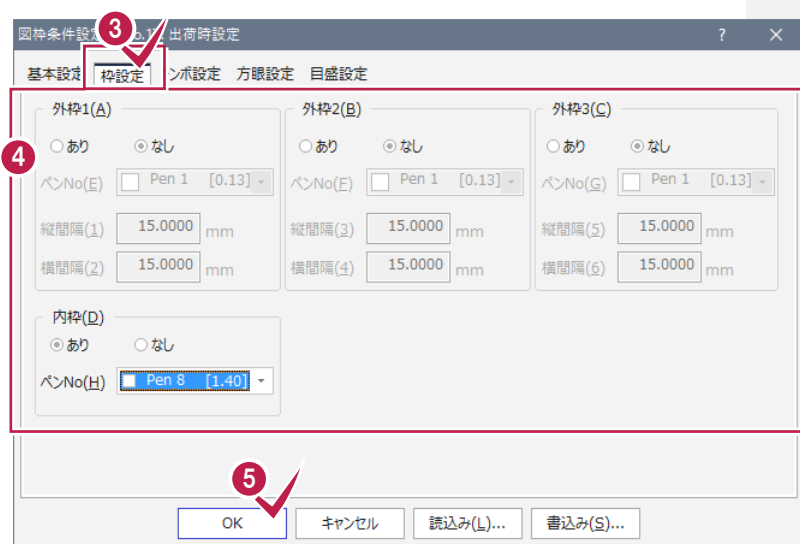 図枠条件設 o.1 出荷時設定 ? ×
3
基本設定 枠設定 ンボ設定 方眼設定 目盛設定
4
外枠1(A) 外枠2(B) 外枠3(C)
あり なし あり なし あり なし
ペンNo(E) Pen 1 [0.13] ペンNo(F) Pen 1 [0.13] ペンNo(G) Pen 1 [0.13]
縦間隔(1) 15.0000 mm 縦間隔(3) 15.0000 mm 縦間隔(5) 15.0000 mm
横間隔(2) 15.0000 mm 横間隔(4) 15.0000 mm 横間隔(6) 15.0000 mm
内枠(D)
あり なし
ペンNo(H) Pen 8 [1.40]
5
OK キャンセル 読込み(L)... 書込み(S)...